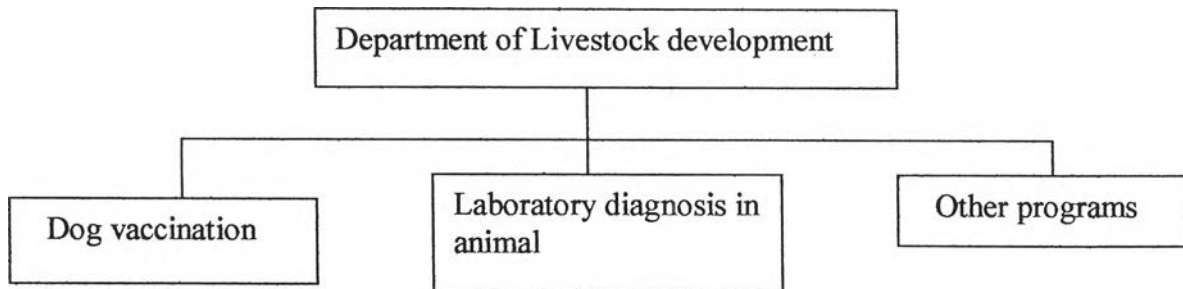 Department of Livestock development
Dog vaccination
Laboratory diagnosis in
animal
Other programs